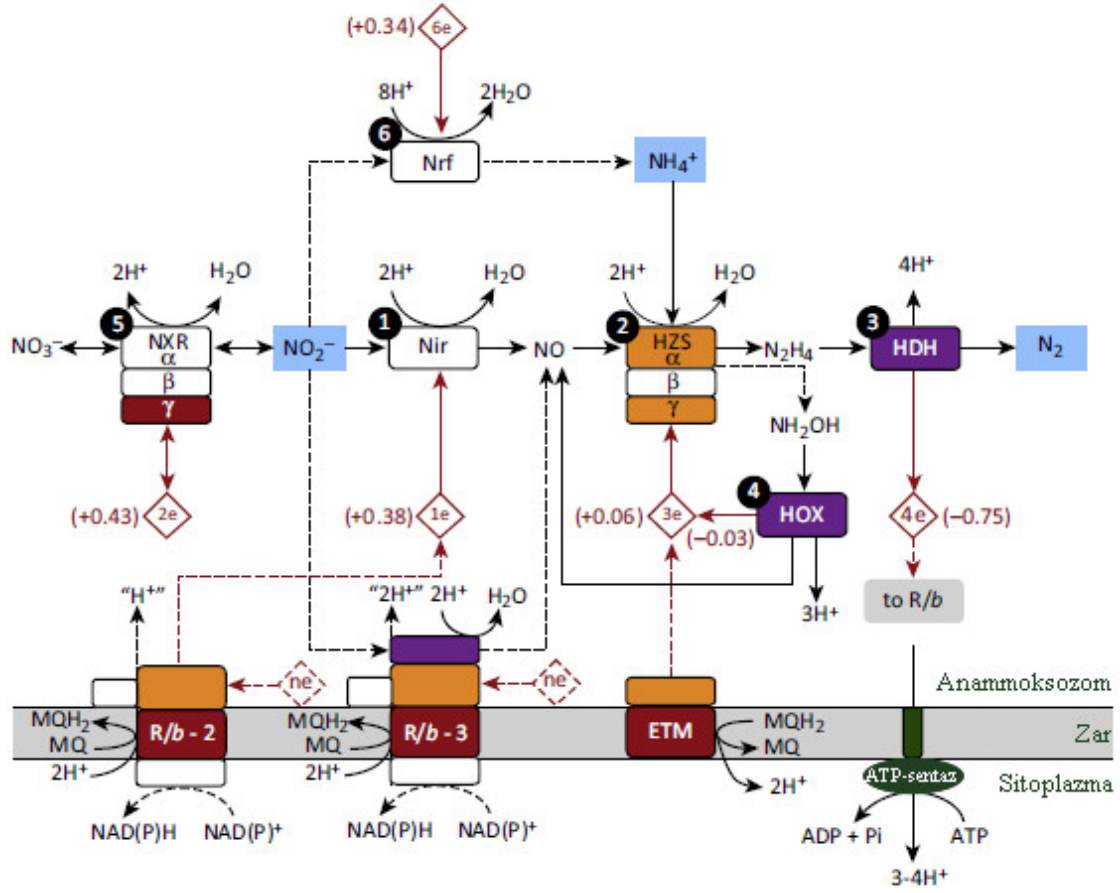 (+0.34) 6e
8H⁺ 2H₂O
6
Nrf NH₄⁺
2H⁺ H₂O 2H⁺ H₂O 2H⁺ H₂O 4H⁺
5 1 2 3
NO₃⁻ NXR α NO₂⁻ Nir NO HZS α N₂H₄ HDH N₂
β β
γ γ NH₂OH
4
(+0.43) 2e (+0.38) 1e (+0.06) 3e (−0.03) HOX 4e (−0.75)
"H⁺" "2H⁺" 2H⁺ H₂O 3H⁺ to R/b
ne ne Anammoksozom
MQH₂ MQH₂ MQH₂
MQ R/b - 2 MQ R/b - 3 ETM MQ Zar
2H⁺ 2H⁺ 2H⁺ ATP-sentaz Sitoplazma
NAD(P)H NAD(P)⁺ NAD(P)H NAD(P)⁺ ADP + Pi ATP
3-4H⁺